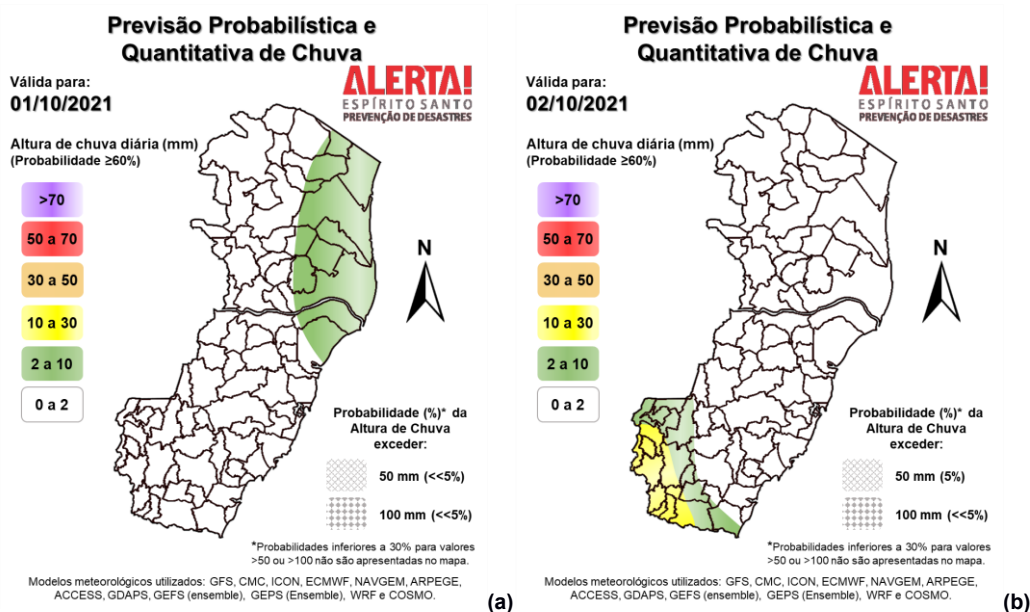 Previsão Probabilística e
Quantitativa de Chuva
Válida para:
01/10/2021
ALERTA!
ESPÍRITO SANTO
PREVENÇÃO DE DESASTRES
Altura de chuva diária (mm)
(Probabilidade ≥60%)
>70
50 a 70
30 a 50
10 a 30
2 a 10
0 a 2
N
Probabilidade (%)* da
Altura de Chuva
exceder:
50 mm (<<5%)
100 mm (<<5%)
*Probabilidades inferiores a 30% para valores
>50 ou >100 não são apresentadas no mapa.
Modelos meteorológicos utilizados: GFS, CMC, ICON, ECMWF, NAVGEM, ARPEGE,
ACCESS, GDAPS, GEFS (ensemble), GEPS (Ensemble), WRF e COSMO.
(a)
Previsão Probabilística e
Quantitativa de Chuva
Válida para:
02/10/2021
ALERTA!
ESPÍRITO SANTO
PREVENÇÃO DE DESASTRES
Altura de chuva diária (mm)
(Probabilidade ≥60%)
>70
50 a 70
30 a 50
10 a 30
2 a 10
0 a 2
N
Probabilidade (%)* da
Altura de Chuva
exceder:
50 mm (5%)
100 mm (<<5%)
*Probabilidades inferiores a 30% para valores
>50 ou >100 não são apresentadas no mapa.
Modelos meteorológicos utilizados: GFS, CMC, ICON, ECMWF, NAVGEM, ARPEGE,
ACCESS, GDAPS, GEFS (ensemble), GEPS (Ensemble), WRF e COSMO.
(b)